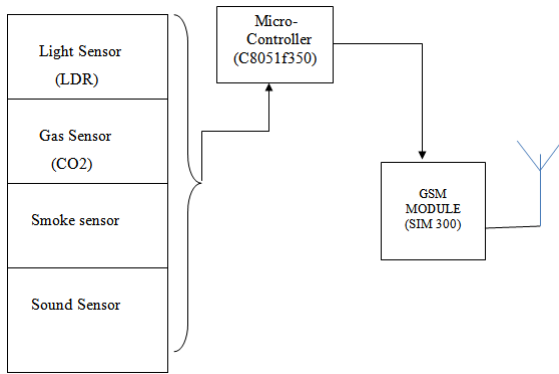 Light Sensor
(LDR)
Gas Sensor
(CO2)
Smoke sensor
Sound Sensor
Micro-
Controller
(C8051f350)
GSM
MODULE
(SIM 300)